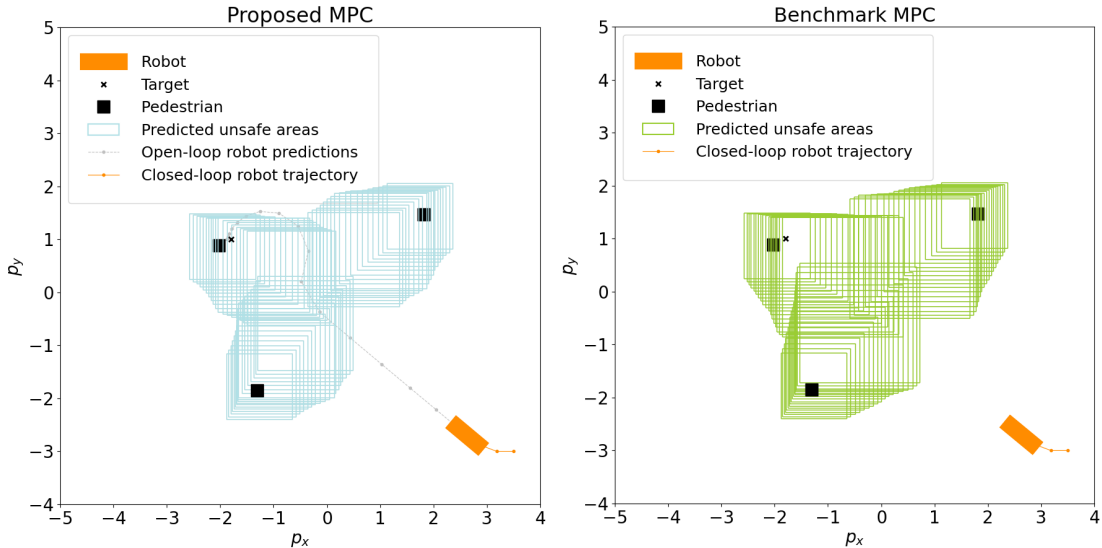 Proposed MPC
Robot
Target
Pedestrian
Predicted unsafe areas
Open-loop robot predictions
Closed-loop robot trajectory
5
4
3
2
1
0
−1
−2
−3
−4
p_y
−5 −4 −3 −2 −1 0 1 2 3 4
p_x
Benchmark MPC
Robot
Target
Pedestrian
Predicted unsafe areas
Closed-loop robot trajectory
5
4
3
2
1
0
−1
−2
−3
−4
p_y
−5 −4 −3 −2 −1 0 1 2 3 4
p_x